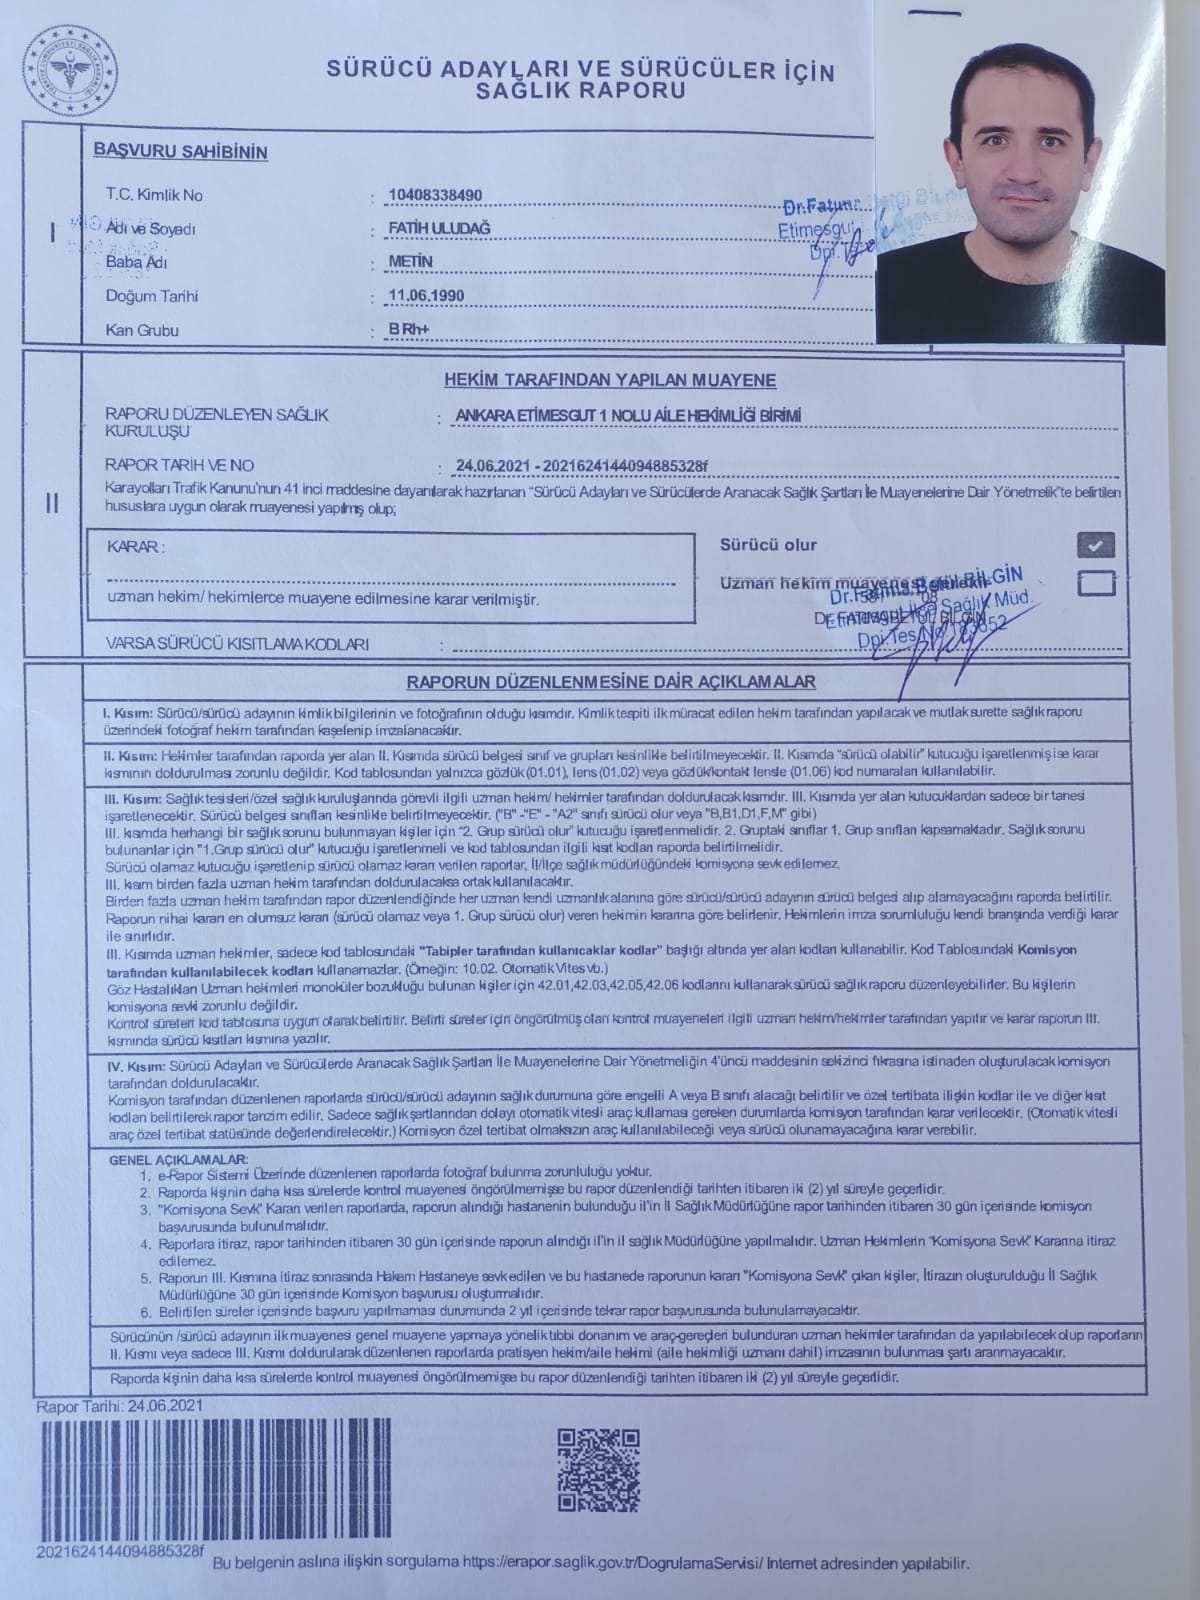 SÜRÜCÜ ADAYLARI VE SÜRÜCÜLER İÇİN
SAĞLIK RAPORU
I
BAŞVURU SAHİBİNİN
T.C. Kimlik No : 10408338490
Adı ve Soyadı : FATİH ULUDAĞ
Baba Adı : METİN
Doğum Tarihi : 11.06.1990
Kan Grubu : B Rh+
Dr.Fatma
Etimesgut
Dpl.
II
HEKİM TARAFINDAN YAPILAN MUAYENE
RAPORU DÜZENLEYEN SAĞLIK : ANKARA ETİMESGUT 1 NOLU AİLE HEKİMLİĞİ BİRİMİ
KURULUŞU
RAPOR TARİH VE NO : 24.06.2021 - 2021624144094885328f
Karayolları Trafik Kanunu'nun 41 inci maddesine dayanılarak hazırlanan "Sürücü Adayları ve Sürücülerde Aranacak Sağlık Şartları İle Muayenelerine Dair Yönetmelik"te belirtilen
hususlara uygun olarak muayenesi yapılmış olup;
KARAR :
uzman hekim/ hekimlerce muayene edilmesine karar verilmiştir.
Sürücü olur
Uzman hekim muayenesi gerekir
Dr.Fatma Betül BİLGİN
Etimesgut İlçe Sağlık Müd.
Dpl.Tes.No:183652
Dr. FATMA BETÜL BİLGİN
VARSA SÜRÜCÜ KISITLAMA KODLARI :
RAPORUN DÜZENLENMESİNE DAİR AÇIKLAMALAR
I. Kısım: Sürücü/sürücü adayının kimlik bilgilerinin ve fotoğrafının olduğu kısımdır. Kimlik tespiti ilk müracat edilen hekim tarafından yapılacak ve mutlak surette sağlık raporu
üzerindeki fotoğraf hekim tarafından kaşelenip imzalanacaktır.
II. Kısım: Hekimler tarafından raporda yer alan II. Kısımda sürücü belgesi sınıf ve grupları kesinlikle belirtilmeyecektir. II. Kısımda "sürücü olabilir" kutucuğu işaretlenmiş ise karar
kısmının doldurulması zorunlu değildir. Kod tablosundan yalnızca gözlük (01.01), lens (01.02) veya gözlük/kontakt lensle (01.06) kod numaraları kullanılabilir.
III. Kısım: Sağlık tesisleri/özel sağlık kuruluşlarında görevli ilgili uzman hekim/ hekimler tarafından doldurulacak kısımdır. III. Kısımda yer alan kutucuklardan sadece bir tanesi
işaretlenecektir. Sürücü belgesi sınıfları kesinlikle belirtilmeyecektir. ("B" -"E" - "A2" sınıfı sürücü olur veya "B,B1,D1,F,M" gibi)
III. kısımda herhangi bir sağlık sorunu bulunmayan kişiler için "2. Grup sürücü olur" kutucuğu işaretlenmelidir. 2. Gruptaki sınıflar 1. Grup sınıfları kapsamaktadır. Sağlık sorunu
bulunanlar için "1.Grup sürücü olur" kutucuğu işaretlenmeli ve kod tablosundan ilgili kısıt kodları raporda belirtilmelidir.
Sürücü olamaz kutucuğu işaretlenip sürücü olamaz kararı verilen raporlar, İl/İlçe sağlık müdürlüğündeki komisyona sevk edilemez.
III. kısım birden fazla uzman hekim tarafından doldurulacaksa ortak kullanılacaktır.
Birden fazla uzman hekim tarafından rapor düzenlendiğinde her uzman kendi uzmanlık alanına göre sürücü/sürücü adayının sürücü belgesi alıp alamayacağını raporda belirtilir.
Raporun nihai kararı en olumsuz kararı (sürücü olamaz veya 1. Grup sürücü olur) veren hekimin kararına göre belirlenir. Hekimlerin imza sorumluluğu kendi branşında verdiği karar
ile sınırlıdır.
III. Kısımda uzman hekimler, sadece kod tablosundaki "Tabipler tarafından kullanıcaklar kodlar" başlığı altında yer alan kodları kullanabilir. Kod Tablosundaki Komisyon
tarafından kullanılabilecek kodları kullanamazlar. (Örneğin: 10.02. Otomatik Vites vb.)
Göz Hastalıkları Uzman hekimleri monoküler bozukluğu bulunan kişiler için 42.01,42.03,42.05,42.06 kodlarını kullanarak sürücü sağlık raporu düzenleyebilirler. Bu kişilerin
komisyona sevki zorunlu değildir.
Kontrol süreleri kod tablosuna uygun olarak belirtilir. Belirli süreler için öngörülmüş olan kontrol muayeneleri ilgili uzman hekim/hekimler tarafından yapılır ve karar raporun III.
kısmında sürücü kısıtları kısmına yazılır.
IV. Kısım: Sürücü Adayları ve Sürücülerde Aranacak Sağlık Şartları İle Muayenelerine Dair Yönetmeliğin 4'üncü maddesinin sekizinci fıkrasına istinaden oluşturulacak komisyon
tarafından doldurulacaktır.
Komisyon tarafından düzenlenen raporlarda sürücü/sürücü adayının sağlık durumuna göre engelli A veya B sınıfı alacağı belirtilir ve özel tertibata ilişkin kodlar ile ve diğer kısıt
kodları belirtilerek rapor tanzim edilir. Sadece sağlık şartlarından dolayı otomatik vitesli araç kullaması gereken durumlarda komisyon tarafından karar verilecektir. (Otomatik vitesli
araç özel tertibat statüsünde değerlendirelecektir.) Komisyon özel tertibat olmaksızın araç kullanılabileceği veya sürücü olunamayacağına karar verebilir.
GENEL AÇIKLAMALAR:
1. e-Rapor Sistemi Üzerinde düzenlenen raporlarda fotoğraf bulunma zorunluluğu yoktur.
2. Raporda kişinin daha kısa sürelerde kontrol muayenesi öngörülmemişse bu rapor düzenlendiği tarihten itibaren iki (2) yıl süreyle geçerlidir.
3. "Komisyona Sevk" Kararı verilen raporlarda, raporun alındığı hastanenin bulunduğu il'in İl Sağlık Müdürlüğüne rapor tarihinden itibaren 30 gün içerisinde komisyon
başvurusunda bulunulmalıdır.
4. Raporlara itiraz, rapor tarihinden itibaren 30 gün içerisinde raporun alındığı il'in il sağlık Müdürlüğüne yapılmalıdır. Uzman Hekimlerin "Komisyona Sevk" Kararına itiraz
edilemez.
5. Raporun III. Kısmına itiraz sonrasında Hakem Hastaneye sevk edilen ve bu hastanede raporunun kararı "Komisyona Sevk" çıkan kişiler, İtirazın oluşturulduğu İl Sağlık
Müdürlüğüne 30 gün içerisinde Komisyon başvurusu oluşturmalıdır.
6. Belirtilen süreler içerisinde başvuru yapılmaması durumunda 2 yıl içerisinde tekrar rapor başvurusunda bulunulamayacaktır.
Sürücünün /sürücü adayının ilk muayenesi genel muayene yapmaya yönelik tıbbi donanım ve araç-gereçleri bulunduran uzman hekimler tarafından da yapılabilecek olup raporların
II. Kısmı veya sadece III. Kısmı doldurularak düzenlenen raporlarda pratisyen hekim/aile hekimi (aile hekimliği uzmanı dahil) imzasının bulunması şartı aranmayacaktır.
Raporda kişinin daha kısa sürelerde kontrol muayenesi öngörülmemişse bu rapor düzenlendiği tarihten itibaren iki (2) yıl süreyle geçerlidir.
Rapor Tarihi: 24.06.2021
2021624144094885328f
Bu belgenin aslına ilişkin sorgulama https://erapor.saglik.gov.tr/DogrulamaServisi/ Internet adresinden yapılabilir.